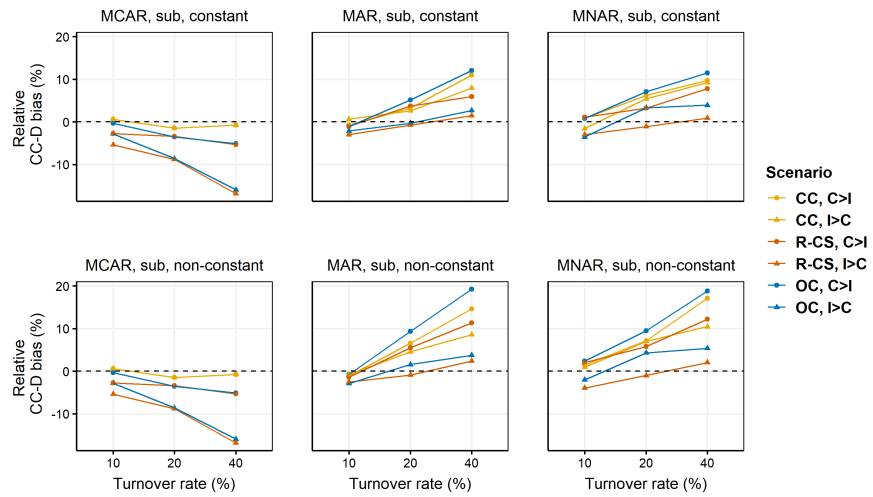 MCAR, sub, constant
MAR, sub, constant
MNAR, sub, constant
Relative
CC-D bias (%)
20
10
0
-10
MCAR, sub, non-constant
MAR, sub, non-constant
MNAR, sub, non-constant
Relative
CC-D bias (%)
20
10
0
-10
10 20 40
10 20 40
10 20 40
Turnover rate (%)
Turnover rate (%)
Turnover rate (%)
Scenario
CC, C>I
CC, I>C
R-CS, C>I
R-CS, I>C
OC, C>I
OC, I>C